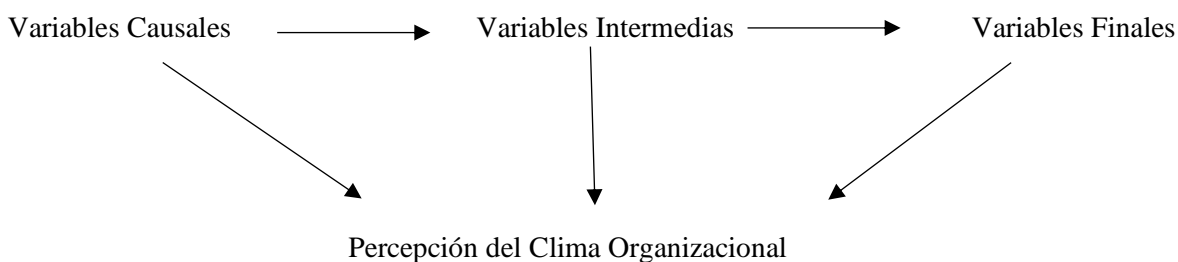 Variables Causales Variables Intermedias Variables Finales
Percepción del Clima Organizacional